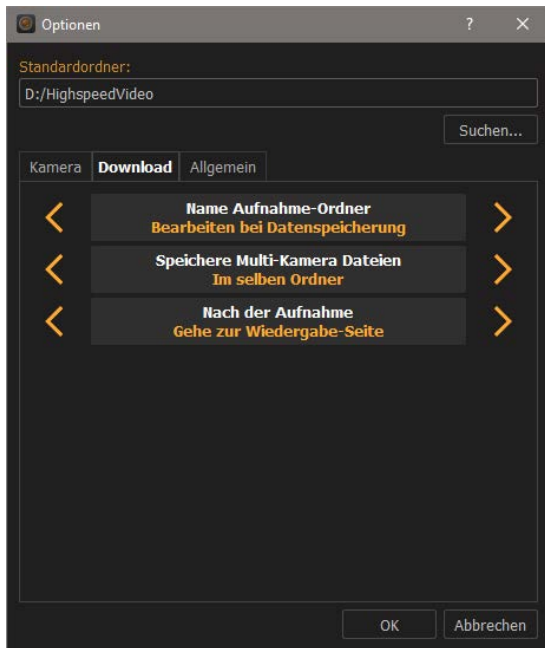 Optionen
Standardordner:
D:/HighspeedVideo
Suchen...
Kamera Download Allgemein
Name Aufnahme-Ordner
Bearbeiten bei Datenspeicherung
Speichere Multi-Kamera Dateien
Im selben Ordner
Nach der Aufnahme
Gehe zur Wiedergabe-Seite
OK Abbrechen